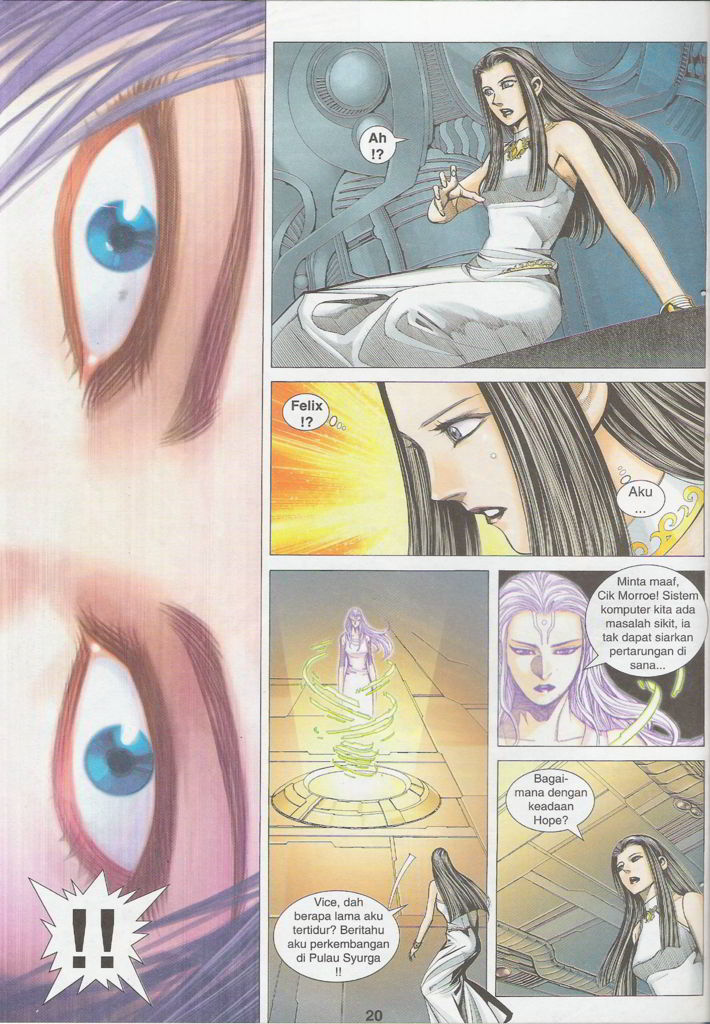 !!
Ah
!?
Felix
!?
Aku
...
Vice, dah
berapa lama aku
tertidur? Beritahu
aku perkembangan
di Pulau Syurga
!!
Minta maaf,
Cik Morroe! Sistem
komputer kita ada
masalah sikit, ia
tak dapat siarkan
pertarungan di
sana...
Bagai-
mana dengan
keadaan
Hope?
20